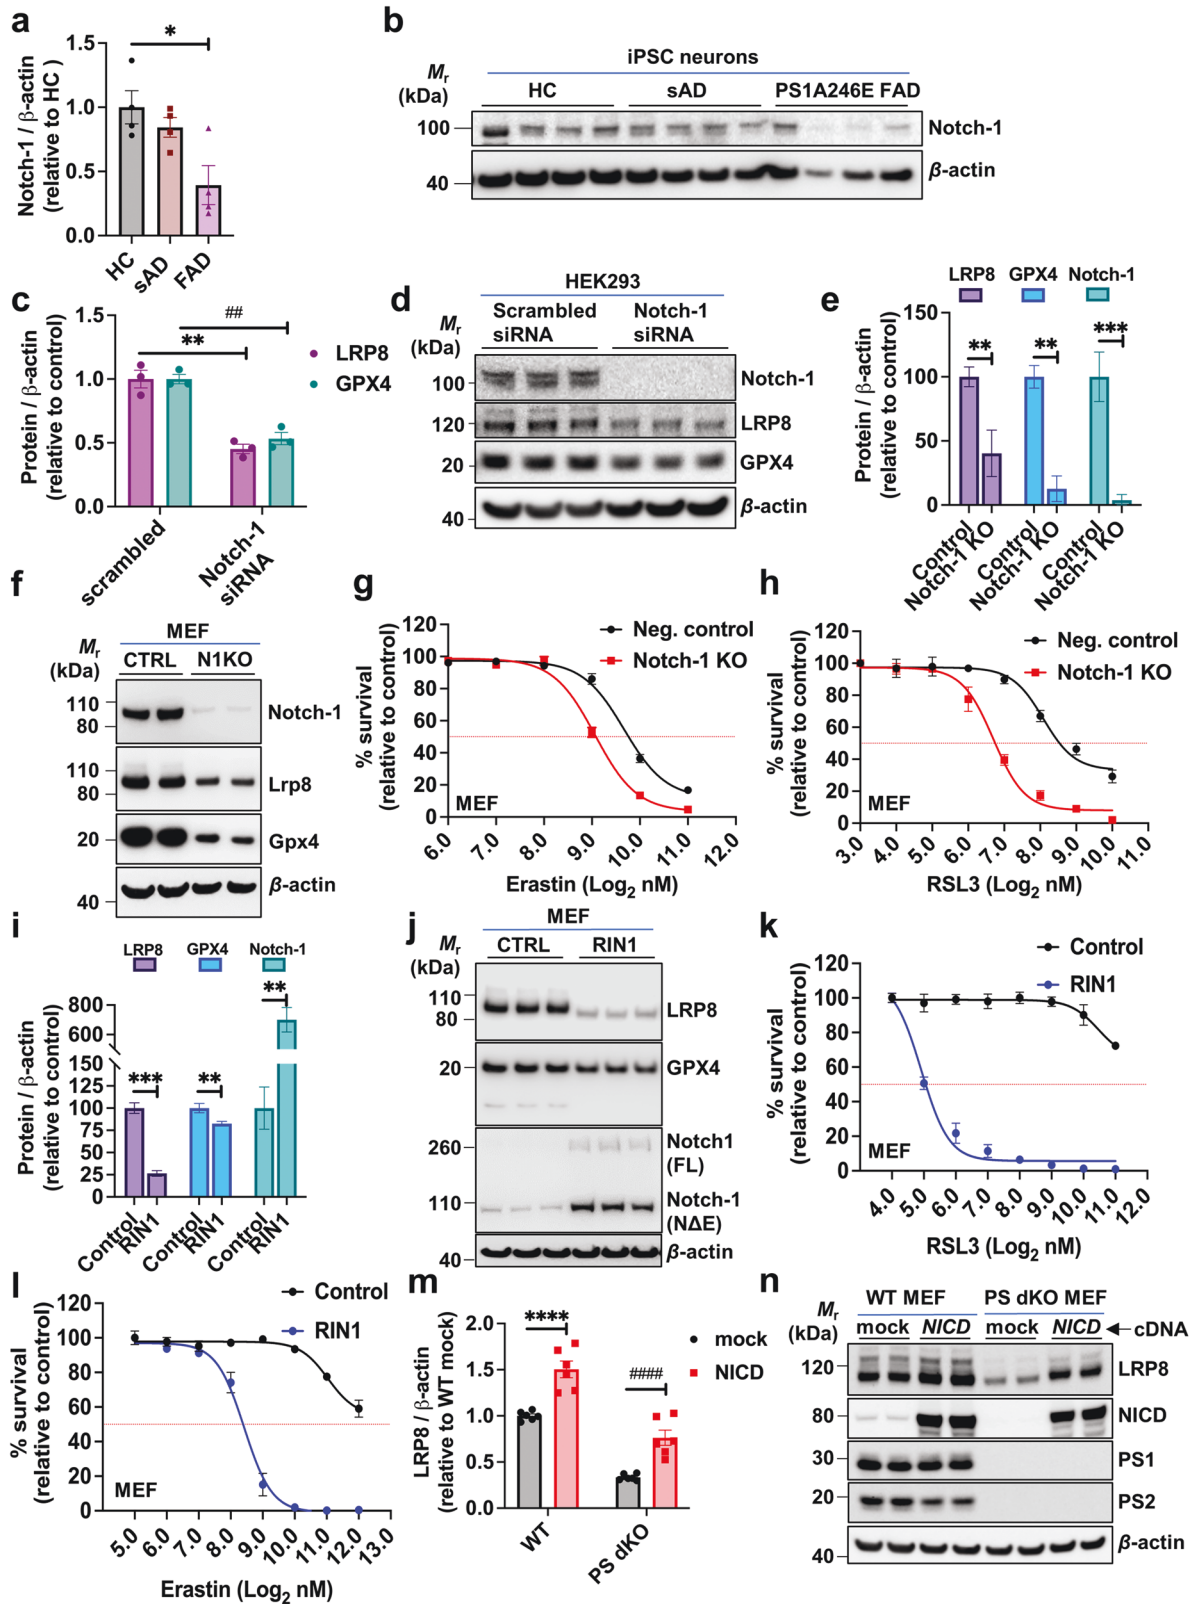 a
*
1.5
1.0
0.5
0.0
Notch-1 / β-actin
(relative to HC )
HC
sAD
FAD
b
iPSC neurons
Mr
(kDa)
HC
sAD
PS1A246E FAD
100
Notch-1
40
β-actin
c
1.5
1.0
0.5
0.0
Protein / β-actin
(relative to control)
##
**
LRP8
GPX4
scrambled
Notch-1
siRNA
d
HEK293
Mr
(kDa)
Scrambled
siRNA
Notch-1
siRNA
100
Notch-1
120
LRP8
20
GPX4
40
β-actin
e
LRP8
GPX4
Notch-1
150
100
50
0
Protein / β-actin
(relative to control)
**
**
***
Control
Notch-1 KO
Control
Notch-1 KO
Control
Notch-1 KO
f
MEF
Mr
(kDa)
CTRL
N1KO
110
80
Notch-1
110
80
Lrp8
20
Gpx4
40
β-actin
g
120
100
80
60
40
20
0
% survival
(relative to control)
Neg. control
Notch-1 KO
MEF
6.0
7.0
8.0
9.0
10.0
11.0
12.0
Erastin (Log2 nM)
h
120
100
80
60
40
20
0
% survival
(relative to control)
Neg. control
Notch-1 KO
MEF
3.0
4.0
5.0
6.0
7.0
8.0
9.0
10.0
11.0
RSL3 (Log2 nM)
i
LRP8
GPX4
Notch-1
800
600
150
125
100
75
50
25
0
Protein / β-actin
(relative to control)
***
**
**
Control
RIN1
Control
RIN1
Control
RIN1
j
MEF
Mr
(kDa)
CTRL
RIN1
110
80
LRP8
20
GPX4
260
Notch1
(FL)
110
Notch-1
(NΔE)
40
β-actin
k
Control
RIN1
120
100
80
60
40
20
0
% survival
(relative to control)
MEF
4.0
5.0
6.0
7.0
8.0
9.0
10.0
11.0
12.0
RSL3 (Log2 nM)
l
Control
RIN1
120
100
80
60
40
20
0
% survival
(relative to control)
MEF
5.0
6.0
7.0
8.0
9.0
10.0
11.0
12.0
13.0
Erastin (Log2 nM)
m
2.0
1.5
1.0
0.5
0.0
LRP8 / β-actin
(relative to WT mock)
****
####
mock
NICD
WT
PS dKO
n
WT MEF
PS dKO MEF
Mr
(kDa)
mock
NICD
mock
NICD
cDNA
120
LRP8
80
NICD
30
PS1
20
PS2
40
β-actin